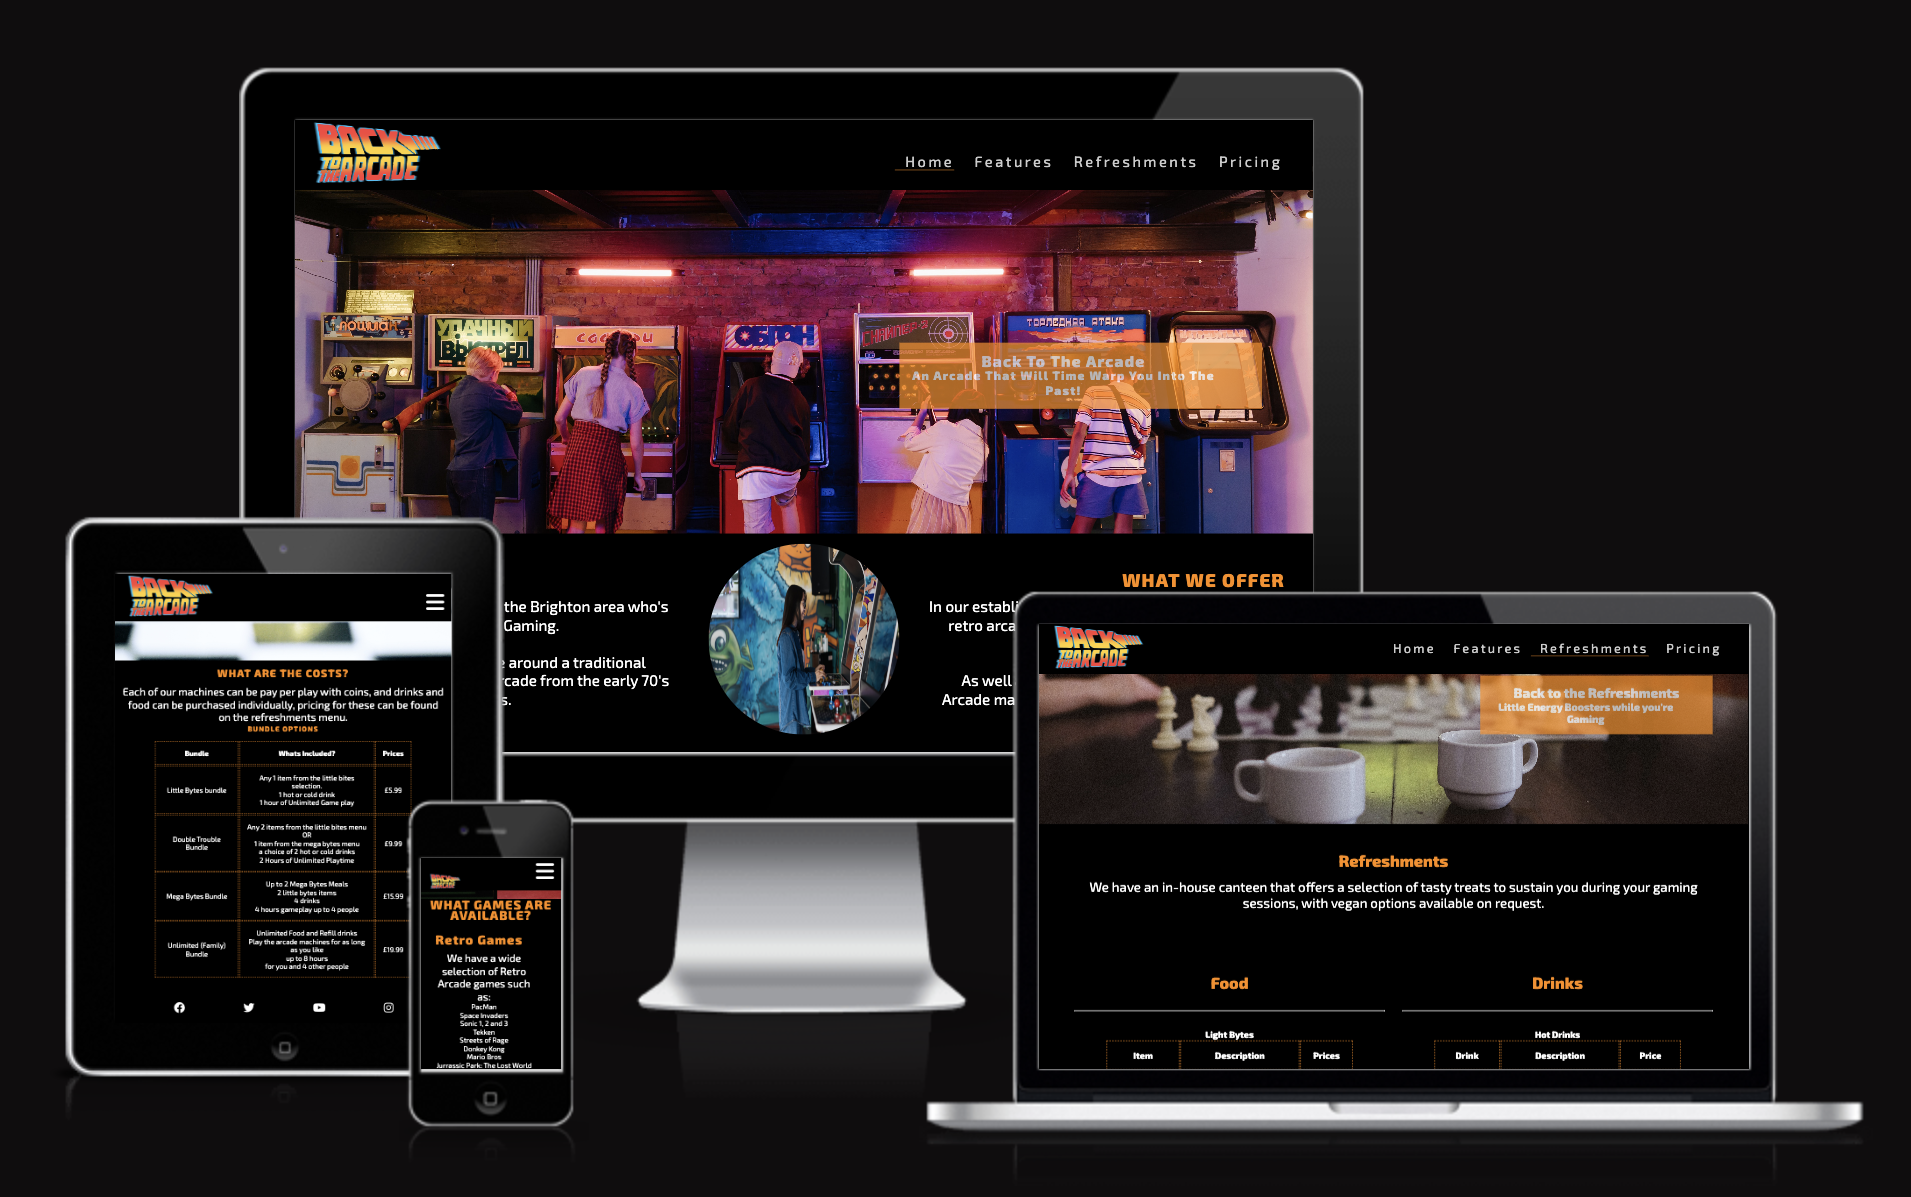 BACK
TO
THE ARCADE
Home Features Refreshments Pricing
УДАЧНЫЙ
ВЫСТРЕЛ
ОБГОН
СНАЙПЕР-2
ТОРПЕДНАЯ АТАКА
Back To The Arcade
An Arcade That Will Time Warp You Into The
Past!
the Brighton area who's
Gaming.
around a traditional
rcade from the early 70's
s.
WHAT WE OFFER
In our establi
retro arca
As well
Arcade ma
BACK
TO
THE ARCADE
WHAT ARE THE COSTS?
Each of our machines can be pay per play with coins, and drinks and
food can be purchased individually, pricing for these can be found
on the refreshments menu.
BUNDLE OPTIONS
Bundle Whats Included? Prices
Little Bytes bundle
Any 1 item from the little bites
selection.
1 hot or cold drink
1 hour of Unlimited Game play
£5.99
Double Trouble
Bundle
Any 2 items from the little bites menu
OR
1 item from the mega bytes menu
a choice of 2 hot or cold drinks
2 Hours of Unlimited Playtime
£9.99
Mega Bytes Bundle
Up to 2 Mega Bytes Meals
2 little bytes items
4 drinks
4 hours gameplay up to 4 people
£15.99
Unlimited (Family)
Bundle
Unlimited Food and Refill drinks
Play the arcade machines for as long
as you like
up to 8 hours
for you and 4 other people
£19.99
BACK
TO
THE ARCADE
WHAT GAMES ARE
AVAILABLE?
Retro Games
We have a wide
selection of Retro
Arcade games such
as:
PacMan
Space Invaders
Sonic 1, 2 and 3
Tekken
Streets of Rage
Donkey Kong
Mario Bros
Jurrassic Park: The Lost World
BACK
TO
THE ARCADE
Home Features Refreshments Pricing
Back to the Refreshments
Little Energy Boosters while you're
Gaming
Refreshments
We have an in-house canteen that offers a selection of tasty treats to sustain you during your gaming
sessions, with vegan options available on request.
Food
Light Bytes
Item Description Prices
Drinks
Hot Drinks
Drink Description Price